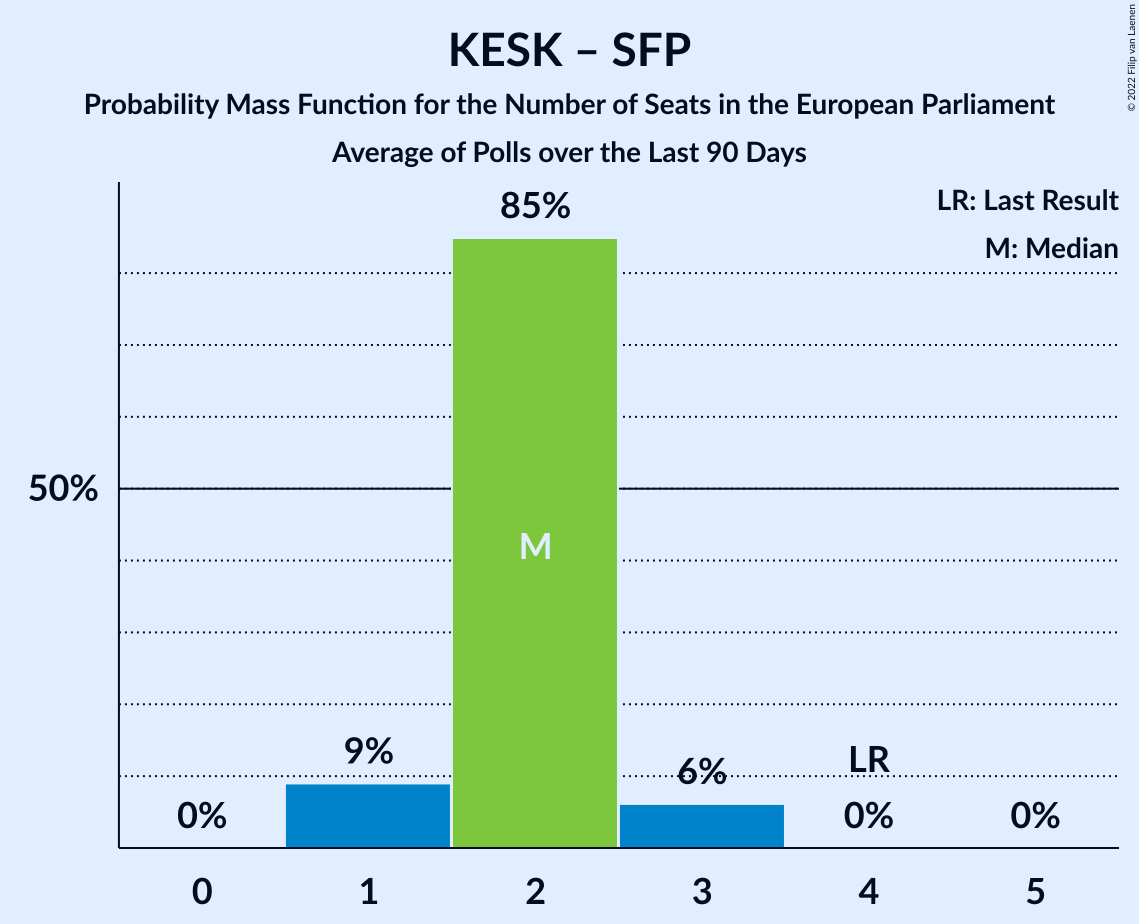 KESK – SFP
Probability Mass Function for the Number of Seats in the European Parliament
Average of Polls over the Last 90 Days
© 2022 Filip van Laenen
LR: Last Result
M: Median
85%
50%
M
9%
6%
LR
0%
0%
0%
0 1 2 3 4 5